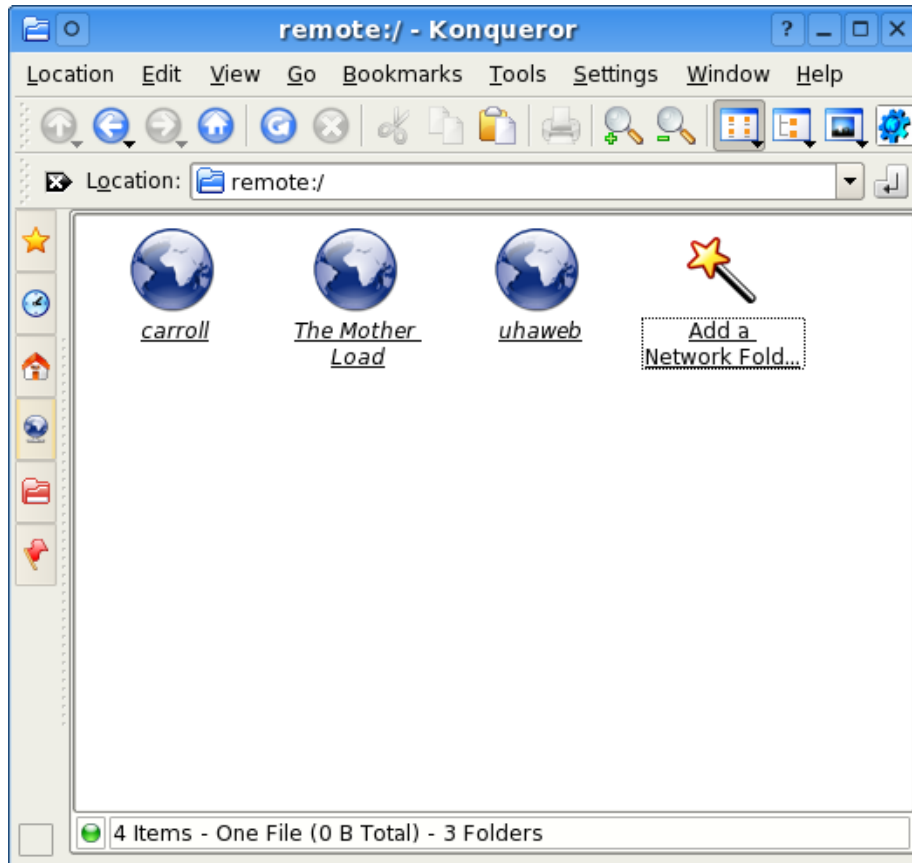 remote:/ - Konqueror
Location Edit View Go Bookmarks Tools Settings Window Help
Location: remote:/
carroll
The Mother
Load
uhaweb
Add a
Network Fold...
4 Items - One File (0 B Total) - 3 Folders